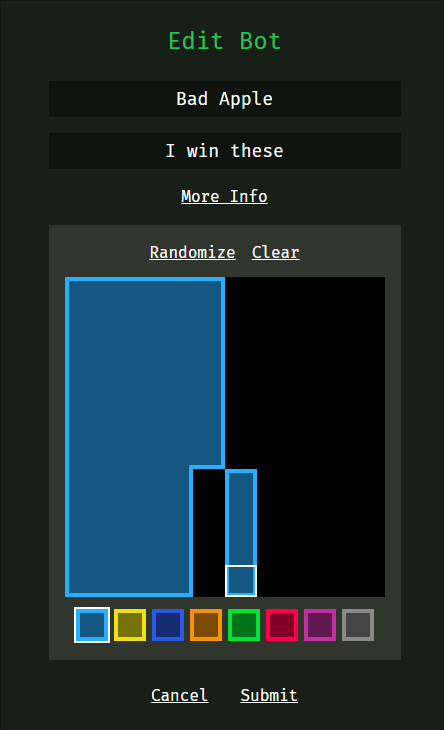 Edit Bot
Bad Apple
I win these
More Info
Randomize Clear
Cancel Submit